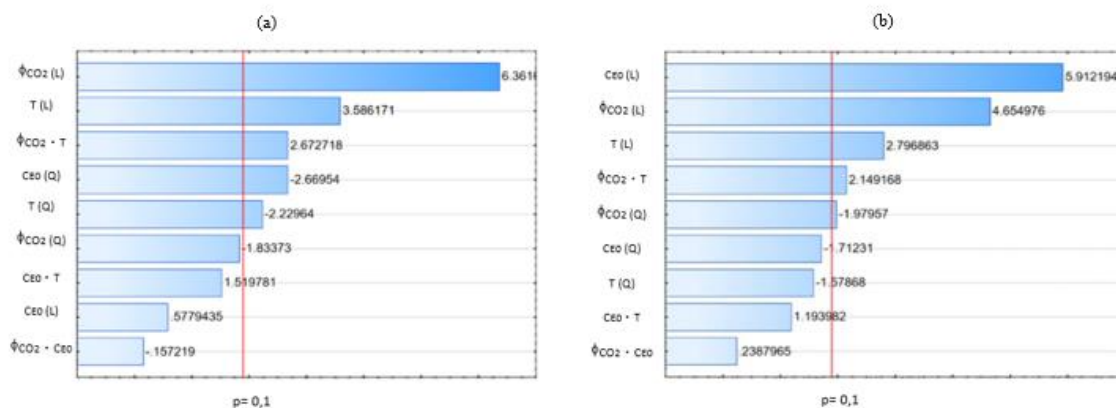 (a)
ϕCO2 (L) 6.3616
T (L) 3.586171
ϕCO2 · T 2.672718
CE0 (Q) -2.66954
T (Q) -2.22964
ϕCO2 (Q) -1.83373
CE0 · T 1.519781
CE0 (L) .5779435
ϕCO2 · CE0 -.157219
p= 0,1
(b)
CE0 (L) 5.912194
ϕCO2 (L) 4.654976
T (L) 2.796863
ϕCO2 · T 2.149168
ϕCO2 (Q) -1.97957
CE0 (Q) -1.71231
T (Q) -1.57868
CE0 · T 1.193982
ϕCO2 · CE0 2387965
p= 0,1